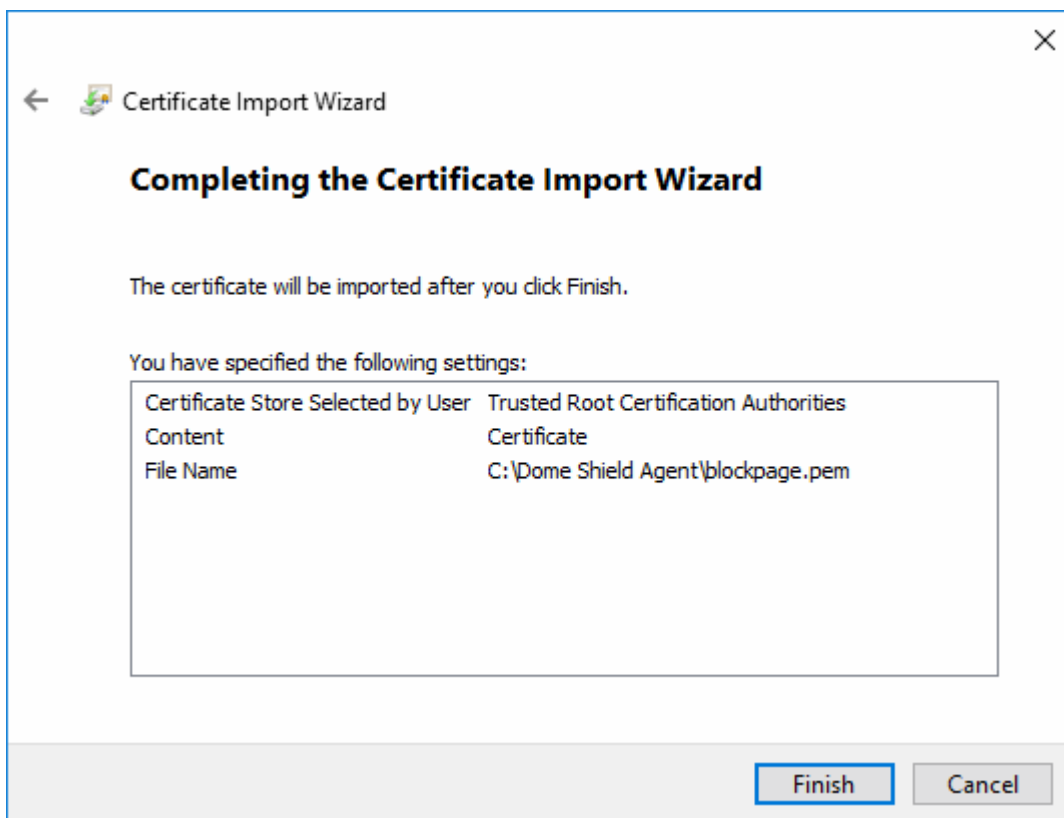 Certificate Import Wizard
Completing the Certificate Import Wizard
The certificate will be imported after you click Finish.
You have specified the following settings:
Certificate Store Selected by User Trusted Root Certification Authorities
Content Certificate
File Name C:\Dome Shield Agent\blockpage.pem
Finish Cancel